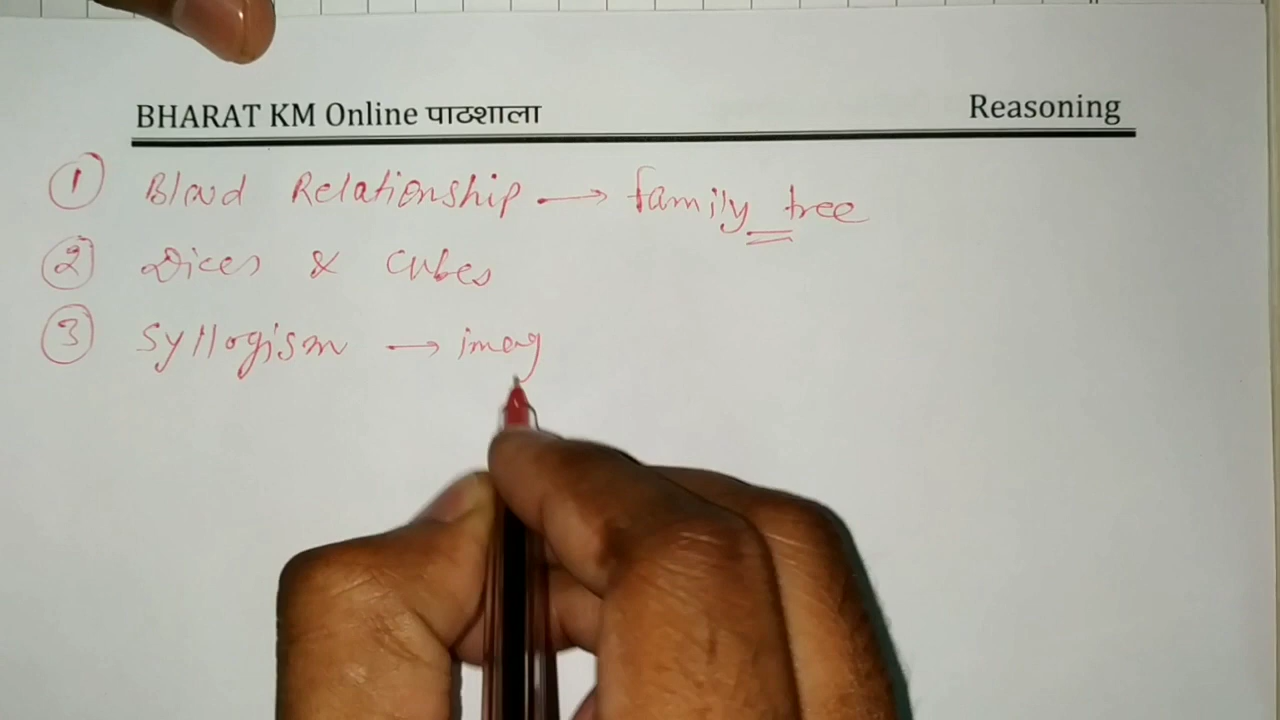 BHARAT KM Online पाठशाला Reasoning
① Blood Relationship → family tree
② Dices & Cubes
③ Syllogism → imag